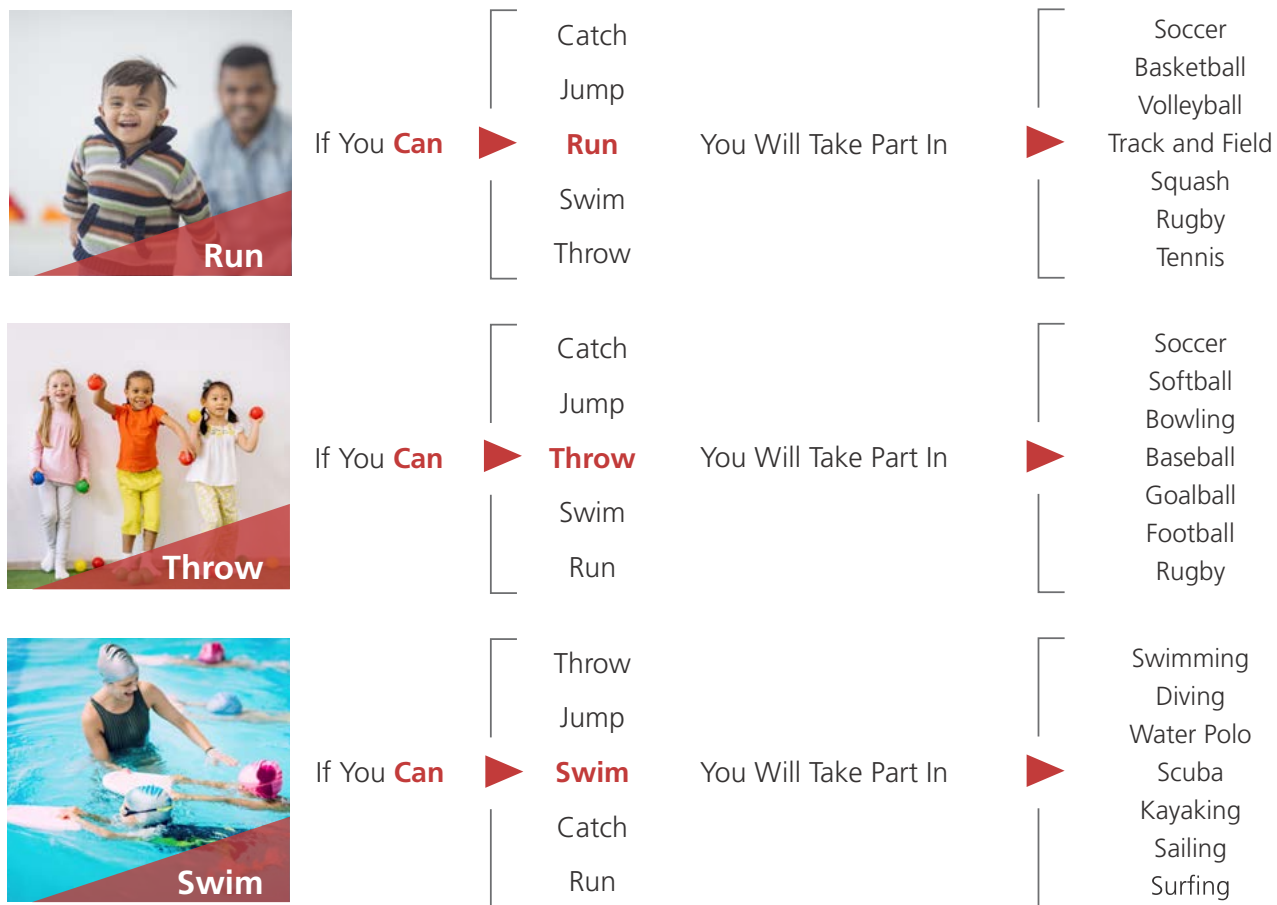 Run
If You Can
Catch
Jump
Run
Swim
Throw
You Will Take Part In
Soccer
Basketball
Volleyball
Track and Field
Squash
Rugby
Tennis
Throw
If You Can
Catch
Jump
Throw
Swim
Run
You Will Take Part In
Soccer
Softball
Bowling
Baseball
Goalball
Football
Rugby
Swim
If You Can
Throw
Jump
Swim
Catch
Run
You Will Take Part In
Swimming
Diving
Water Polo
Scuba
Kayaking
Sailing
Surfing